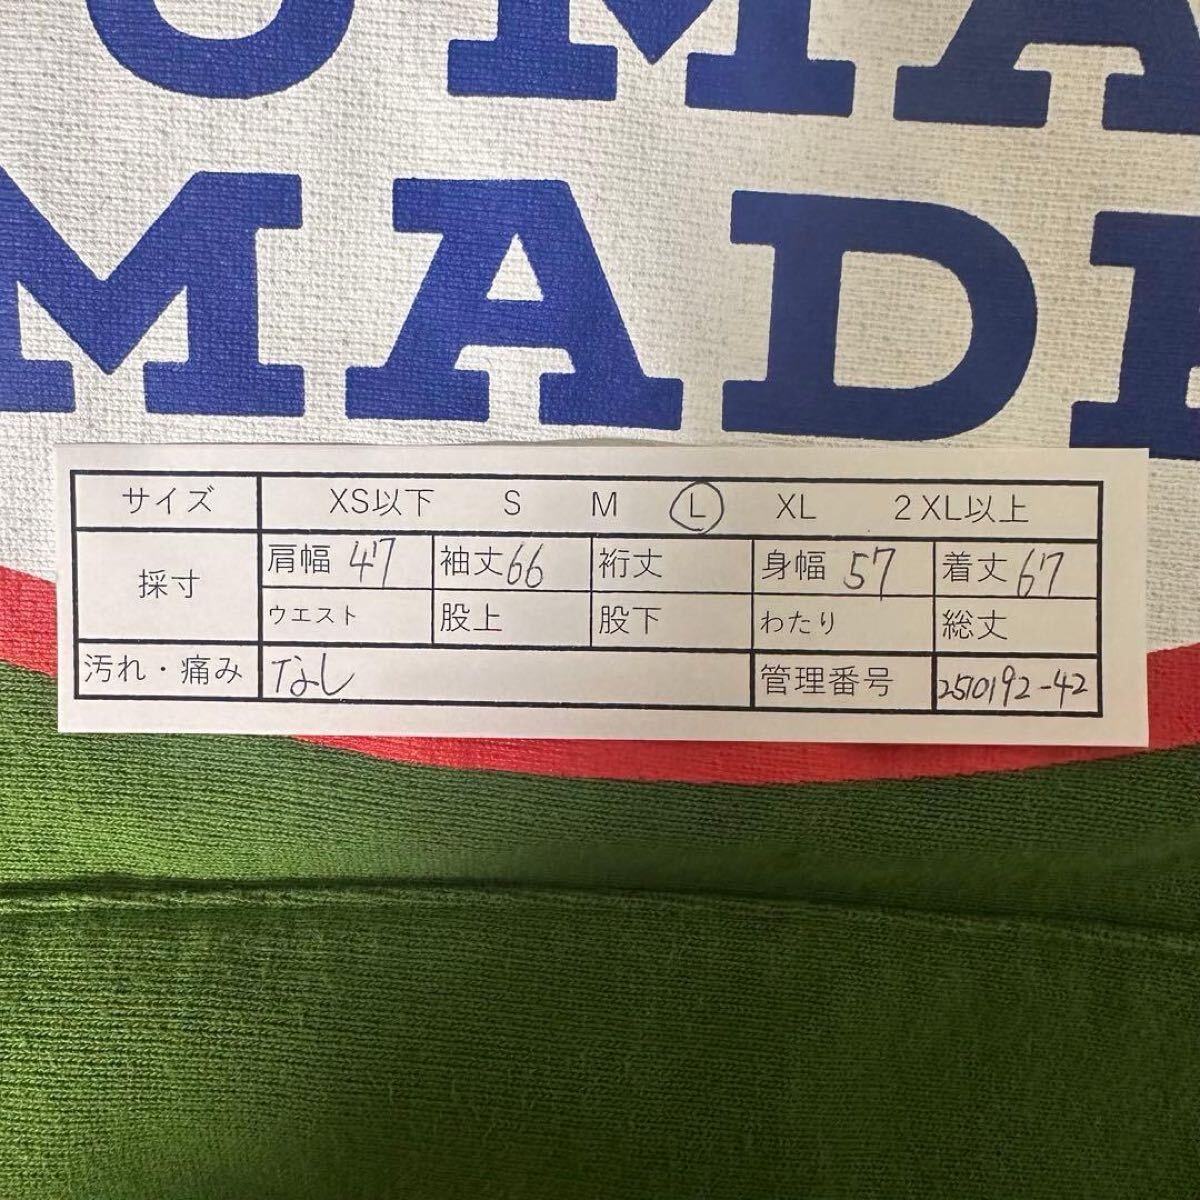 UMA
MADE
サイズ XS以下 S M L XL 2XL以上
採寸 肩幅 47 袖丈 66 裄丈 身幅 57 着丈 67
ウエスト 股上 股下 わたり 総丈
汚れ・痛み なし 管理番号 2510192-42